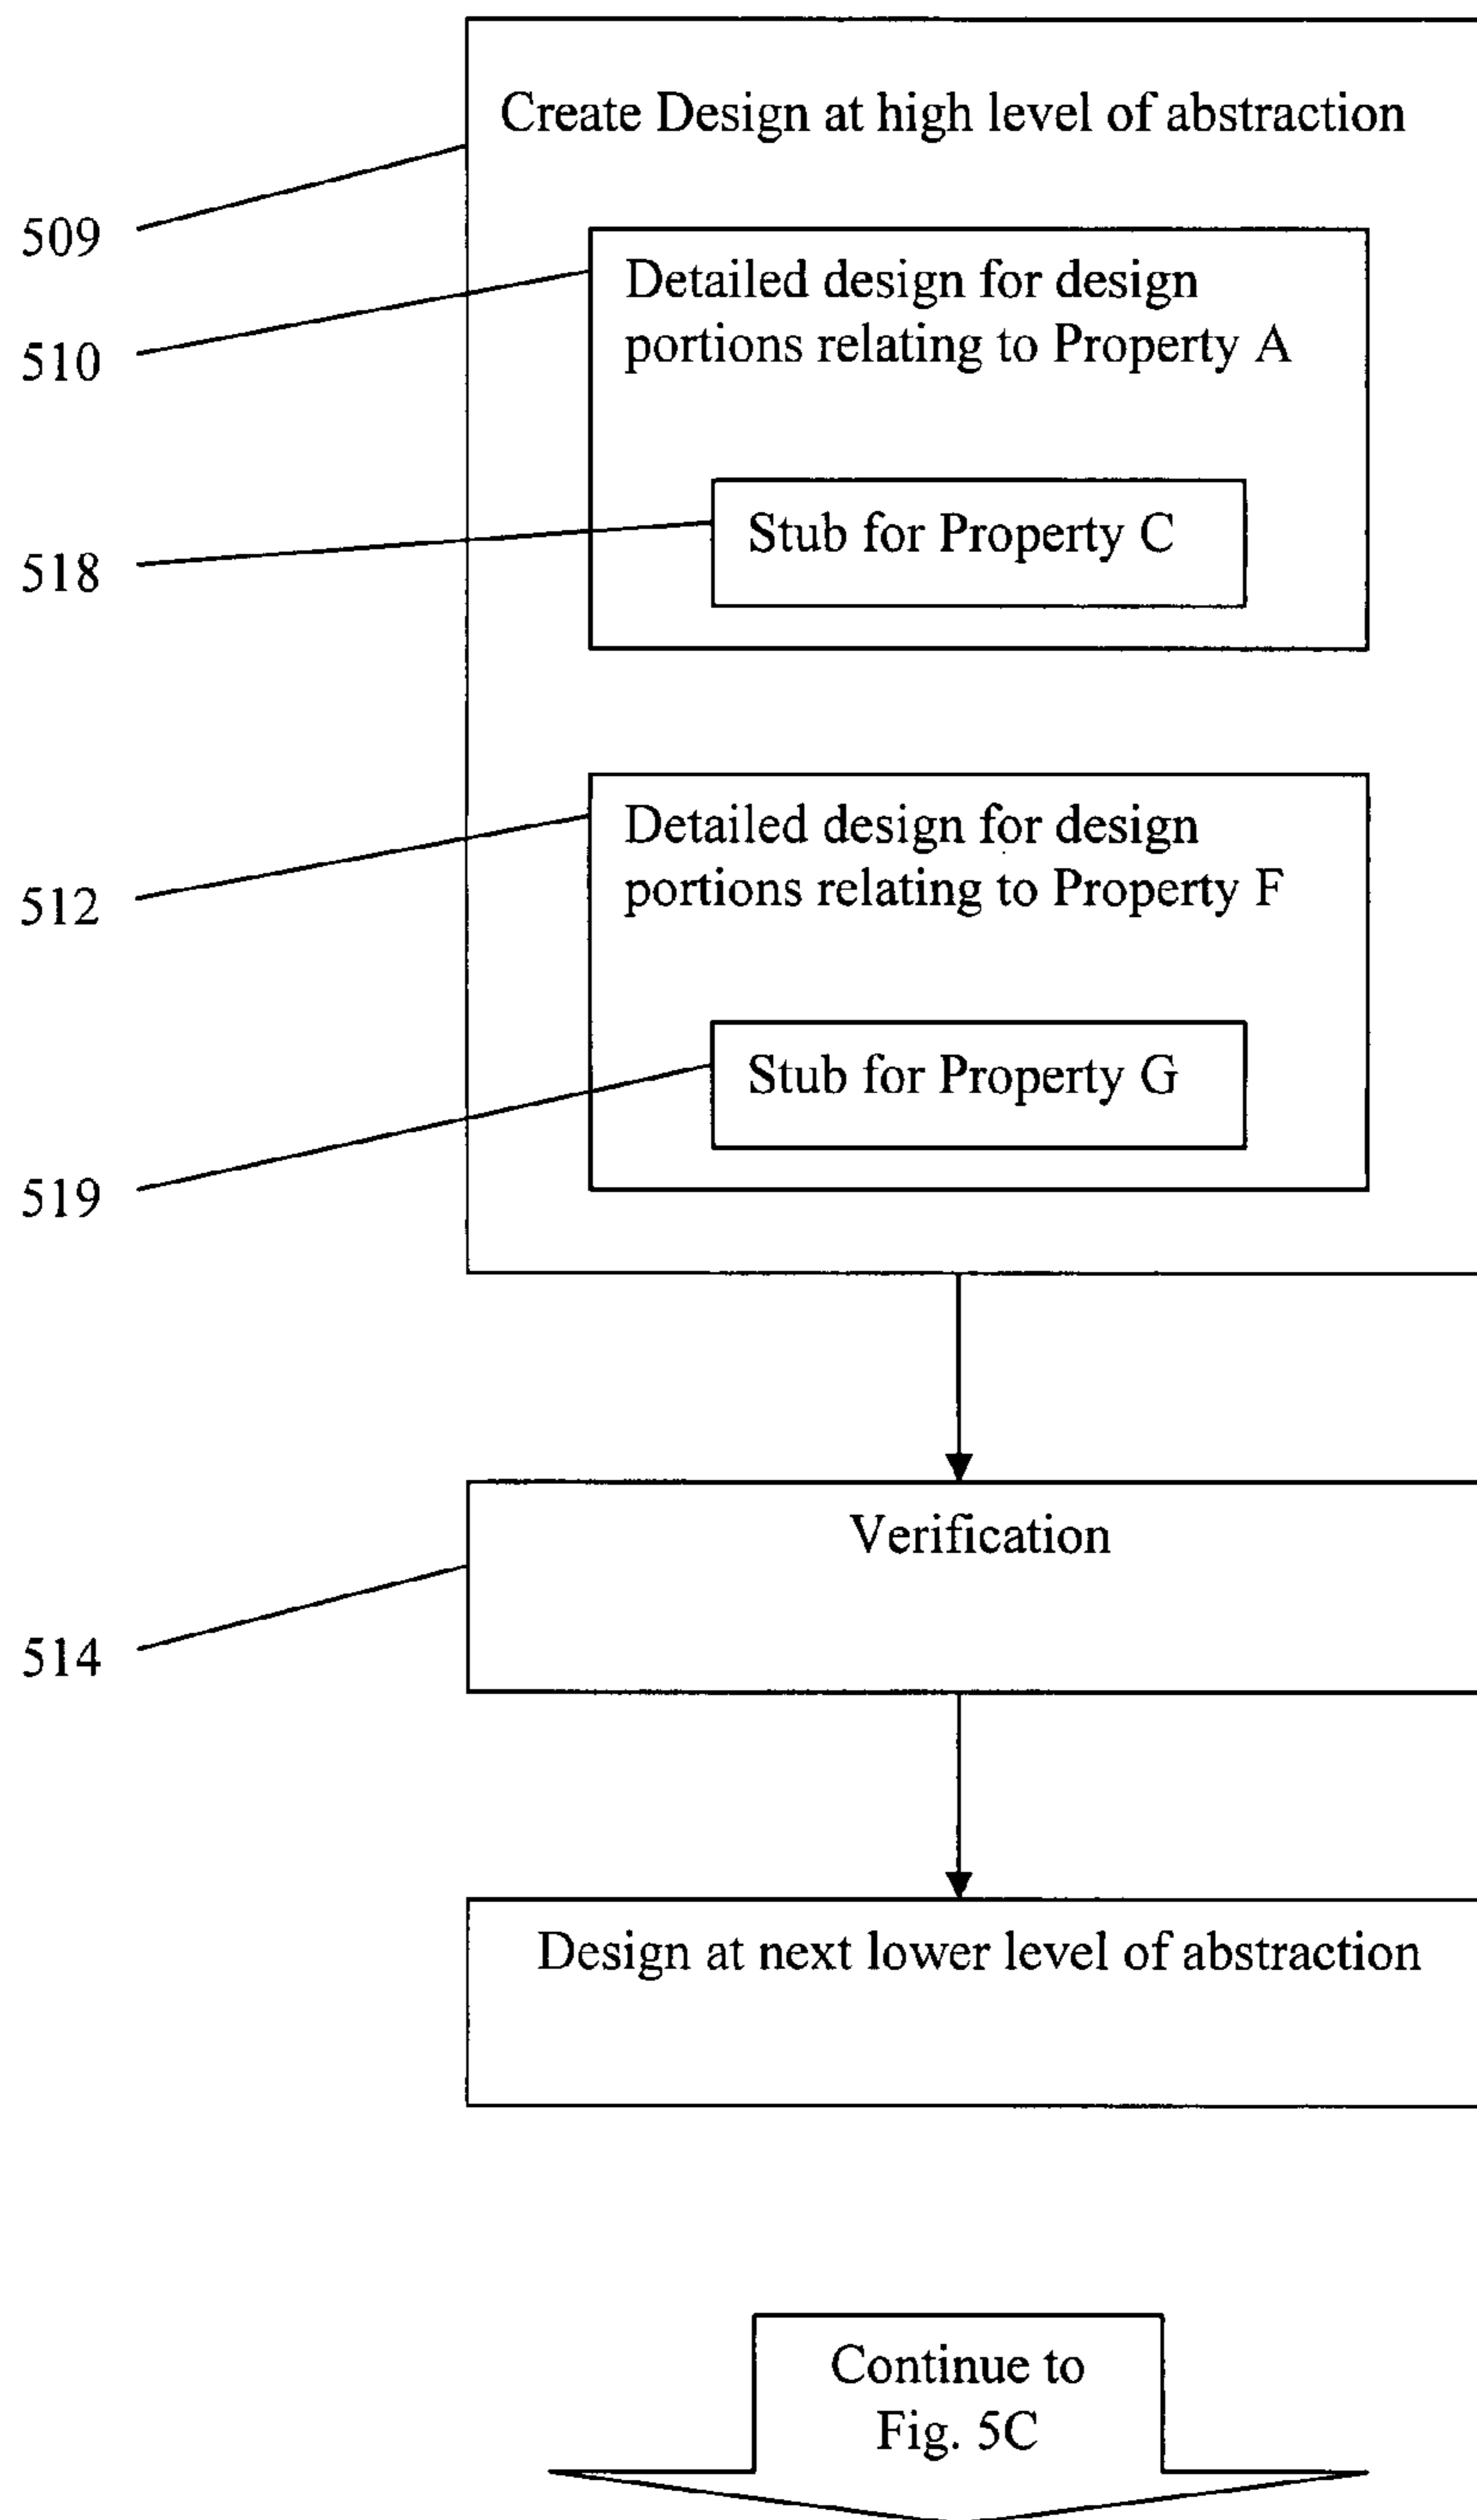 Create Design at high level of abstraction
509
Detailed design for design
portions relating to Property A
510
Stub for Property C
518
Detailed design for design
portions relating to Property F
512
Stub for Property G
519
Verification
514
Design at next lower level of abstraction
Continue to
Fig. 5C